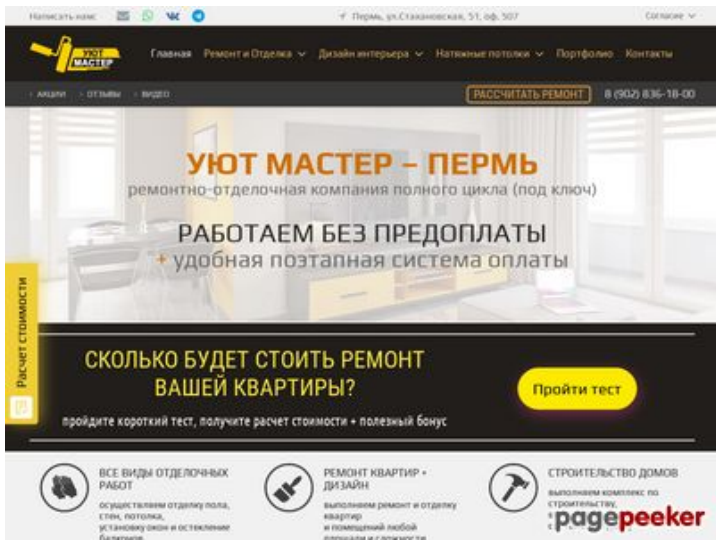 Написать нам:
Пермь, ул.Стахановская, 51, оф. 507
Согласие
УЮТ
МАСТЕР
Главная Ремонт и Отделка Дизайн интерьера Натяжные потолки Портфолио Контакты
АКЦИИ ОТЗЫВЫ ВИДЕО
РАССЧИТАТЬ РЕМОНТ 8 (902) 836-18-00
УЮТ МАСТЕР – ПЕРМЬ
ремонтно-отделочная компания полного цикла (под ключ)
РАБОТАЕМ БЕЗ ПРЕДОПЛАТЫ
+ удобная поэтапная система оплаты
Расчет стоимости
СКОЛЬКО БУДЕТ СТОИТЬ РЕМОНТ
ВАШЕЙ КВАРТИРЫ?
Пройти тест
пройдите короткий тест, получите расчет стоимости + полезный бонус
ВСЕ ВИДЫ ОТДЕЛОЧНЫХ
РАБОТ
осуществляем отделку пола,
стен, потолка,
установку окон и остекление
балконов
РЕМОНТ КВАРТИР +
ДИЗАЙН
выполняем ремонт и отделку
квартир
и помещений любой
площади и сложности
СТРОИТЕЛЬСТВО ДОМОВ
выполняем комплекс по
строительству,
pagepeeker